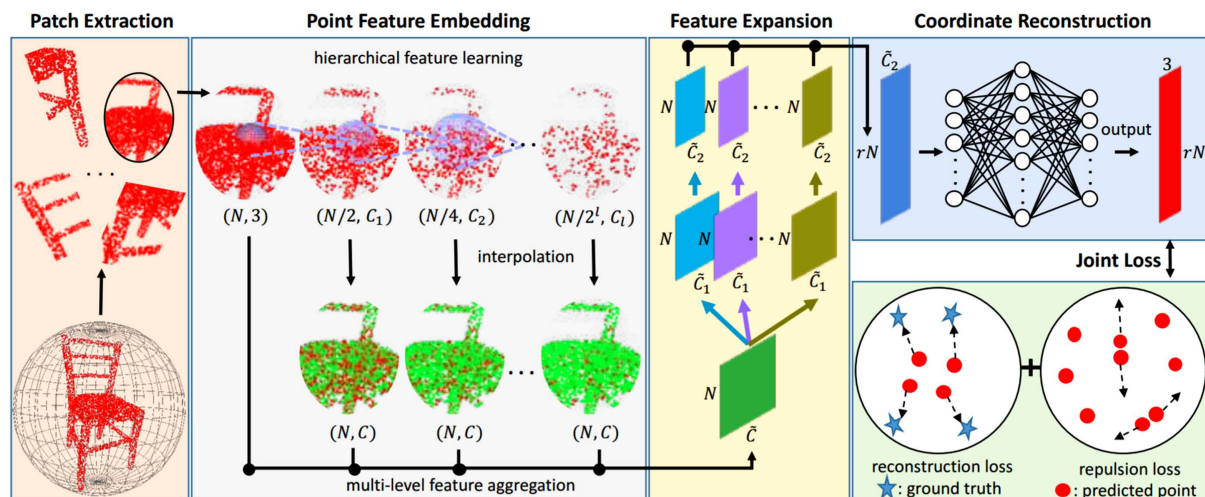 Patch Extraction
Point Feature Embedding
Feature Expansion
Coordinate Reconstruction
hierarchical feature learning
(N, 3)
(N/2, C₁)
(N/4, C₂)
(N/2ˡ, Cₗ)
interpolation
(N, C)
(N, C)
(N, C)
multi-level feature aggregation
N
N
N
C̃₂
C̃₂
C̃₂
N
N
N
C̃₁
C̃₁
C̃₁
N
C̃
C̃₂
rN
output
3
rN
Joint Loss
+
reconstruction loss
: ground truth
repulsion loss
: predicted point